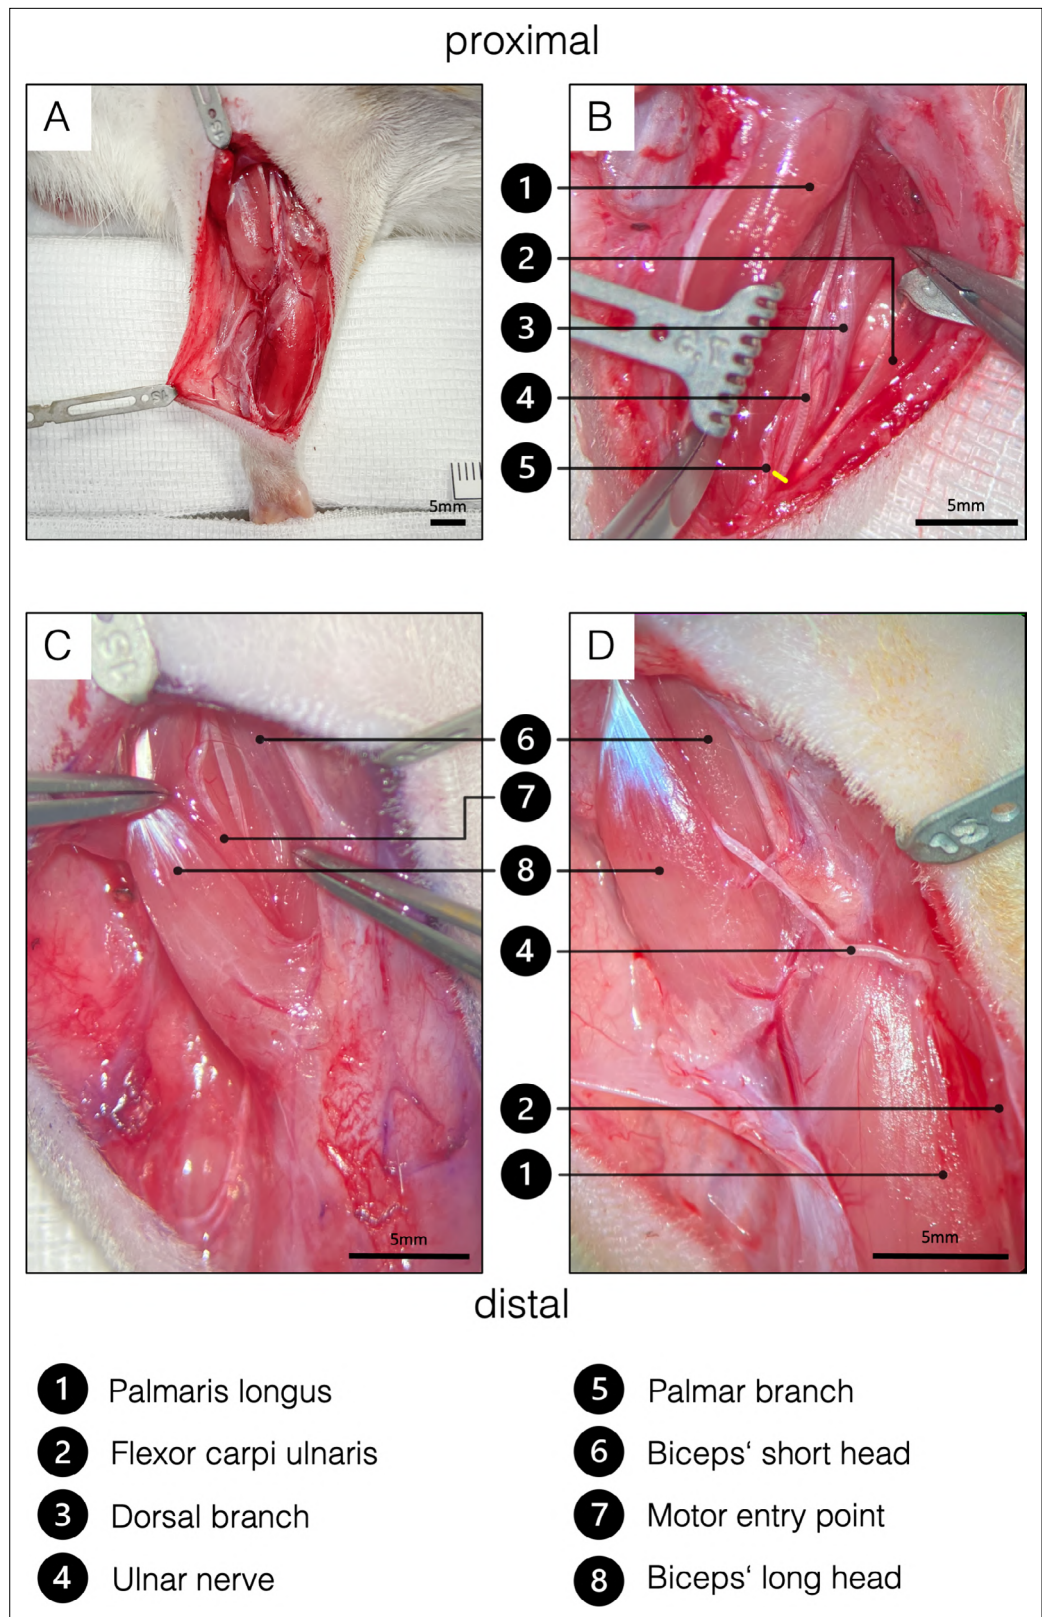 proximal
A
5mm
B
1
2
3
4
5
5mm
C
5mm
6
7
8
4
2
1
D
5mm
distal
1 Palmaris longus
2 Flexor carpi ulnaris
3 Dorsal branch
4 Ulnar nerve
5 Palmar branch
6 Biceps‘ short head
7 Motor entry point
8 Biceps‘ long head